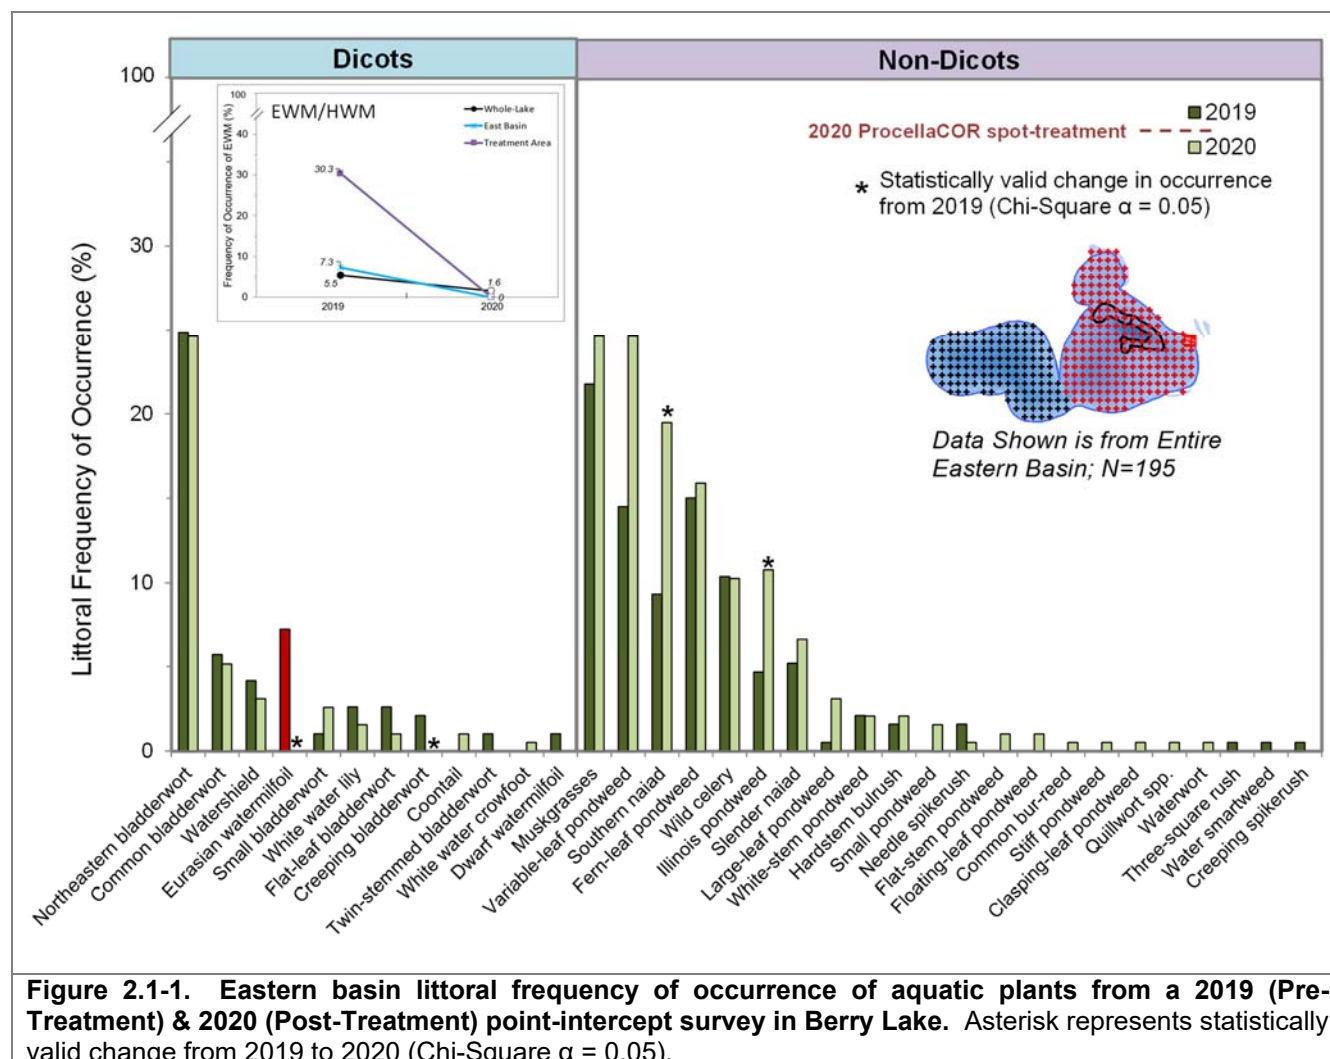 Dicots
Non-Dicots
Littoral Frequency of Occurrence (%)
100
30
20
10
0
EWM/HWM
Frequency of Occurrence of EWM (%)
100
40
30
20
10
0
Whole-Lake
East Basin
Treatment Area
30.3
7.3
5.5
1.6
0
2019
2020
2019
2020 ProcellaCOR spot-treatment
2020
* Statistically valid change in occurrence
from 2019 (Chi-Square α = 0.05)
Data Shown is from Entire
Eastern Basin; N=195
*
*
*
*
Northeastern bladderwort
Common bladderwort
Watershield
Eurasian watermilfoil
Small bladderwort
White water lily
Flat-leaf bladderwort
Creeping bladderwort
Coontail
Twin-stemmed bladderwort
White water crowfoot
Dwarf watermilfoil
Muskgrasses
Variable-leaf pondweed
Southern naiad
Fern-leaf pondweed
Wild celery
Illinois pondweed
Slender naiad
Large-leaf pondweed
White-stem pondweed
Hardstem bulrush
Small pondweed
Needle spikerush
Flat-stem pondweed
Floating-leaf pondweed
Common bur-reed
Stiff pondweed
Clasping-leaf pondweed
Quillwort spp.
Waterwort
Three-square rush
Water smartweed
Creeping spikerush
Figure 2.1-1. Eastern basin littoral frequency of occurrence of aquatic plants from a 2019 (Pre-
Treatment) & 2020 (Post-Treatment) point-intercept survey in Berry Lake. Asterisk represents statistically
valid change from 2019 to 2020 (Chi-Square α = 0.05).